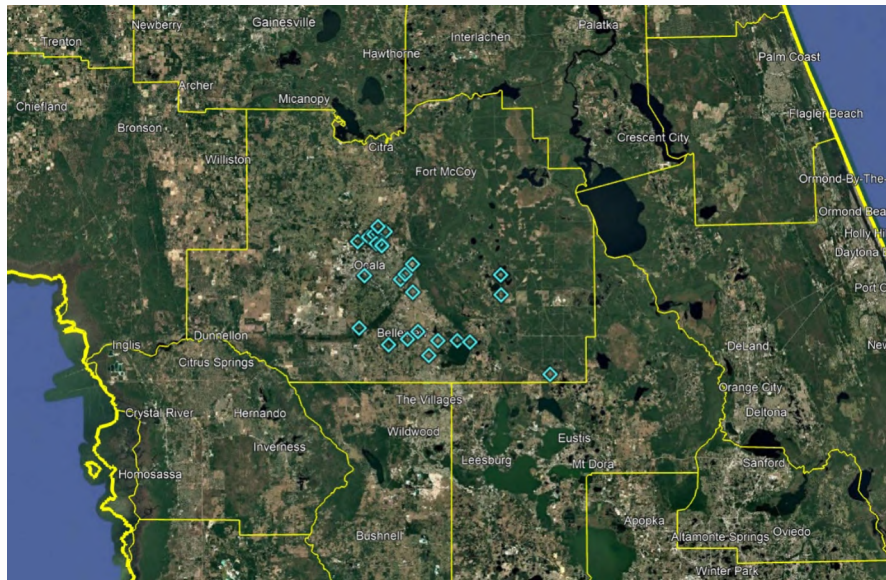 Newberry
Gainesville
Palatka
Interlachen
Trenton
Hawthorne
Palm Coast
Archer
Micanopy
Chiefland
Flagler Beach
Bronson
Crescent City
Citra
Williston
Fort McCoy
Ormond-By-The-
Ormond Bea
Holly Hi
Daytona B
Ocala
Port O
Dunnellon
Belle
Inglis
Ne
DeLand
Citrus Springs
Orange City
The Villages
Crystal River
Hernando
Deltona
Wildwood
Eustis
Inverness
Leesburg
Mt Dora
Sanford
Homosassa
Apopka
Oviedo
Bushnell
Altamonte Springs
Winter Park